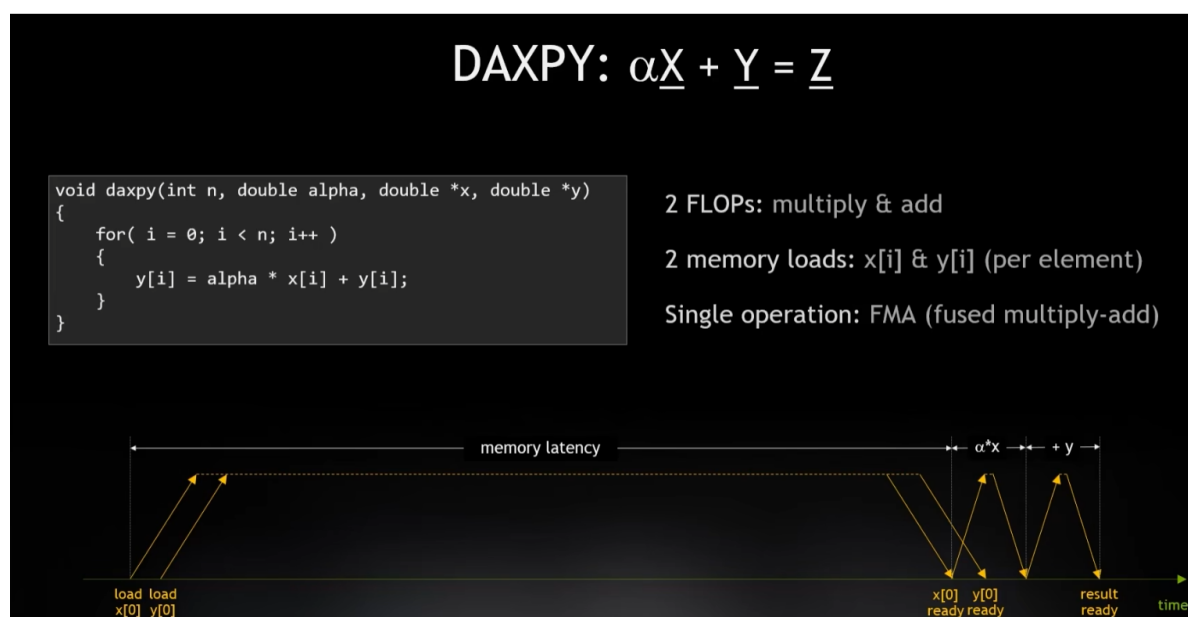 DAXPY: αX + Y = Z
void daxpy(int n, double alpha, double *x, double *y)
{
for( i = 0; i < n; i++ )
{
y[i] = alpha * x[i] + y[i];
}
}
2 FLOPs: multiply & add
2 memory loads: x[i] & y[i] (per element)
Single operation: FMA (fused multiply-add)
memory latency
α*x
+ y
load load
x[0] y[0]
x[0] y[0]
ready ready
result
ready
time